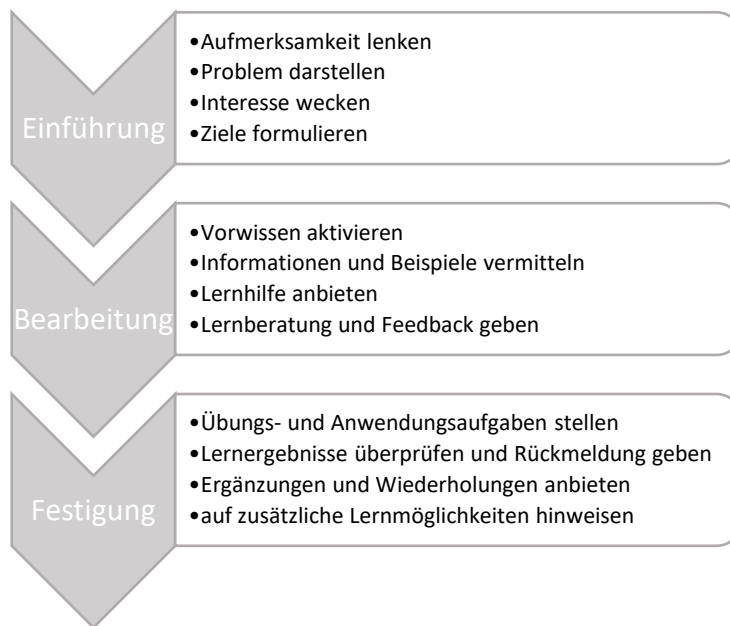 Einführung
•Aufmerksamkeit lenken
•Problem darstellen
•Interesse wecken
•Ziele formulieren
Bearbeitung
•Vorwissen aktivieren
•Informationen und Beispiele vermitteln
•Lernhilfe anbieten
•Lernberatung und Feedback geben
Festigung
•Übungs- und Anwendungsaufgaben stellen
•Lernergebnisse überprüfen und Rückmeldung geben
•Ergänzungen und Wiederholungen anbieten
•auf zusätzliche Lernmöglichkeiten hinweisen